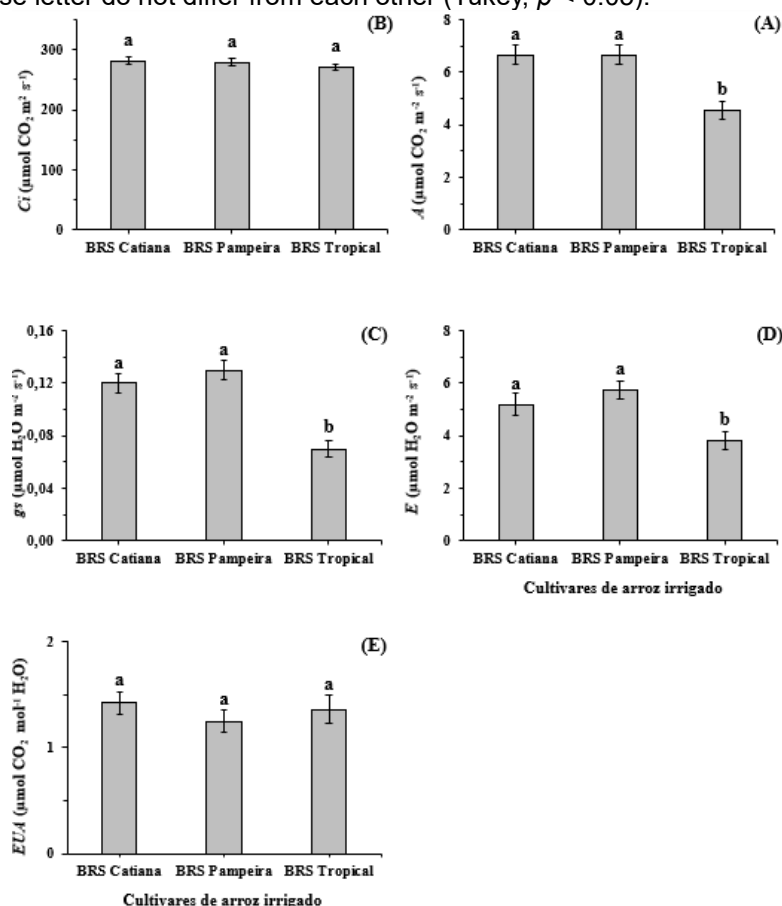 se letter do not differ from each other (Tukey, p < 0.05).
(B)
Ci (µmol CO₂ m² s⁻¹)
300
200
100
0
a
a
a
BRS Catiana BRS Pampeira BRS Tropical
(A)
A (µmol CO₂ m⁻² s⁻¹)
8
6
4
2
0
a
a
b
BRS Catiana BRS Pampeira BRS Tropical
(C)
gs (µmol H₂O m⁻² s⁻¹)
0,16
0,12
0,08
0,04
0,00
a
a
b
BRS Catiana BRS Pampeira BRS Tropical
(D)
E (µmol H₂O m⁻² s⁻¹)
8
6
4
2
0
a
a
b
BRS Catiana BRS Pampeira BRS Tropical
Cultivares de arroz irrigado
(E)
EUA (µmol CO₂ mol⁻¹ H₂O)
2
1
0
a
a
a
BRS Catiana BRS Pampeira BRS Tropical
Cultivares de arroz irrigado